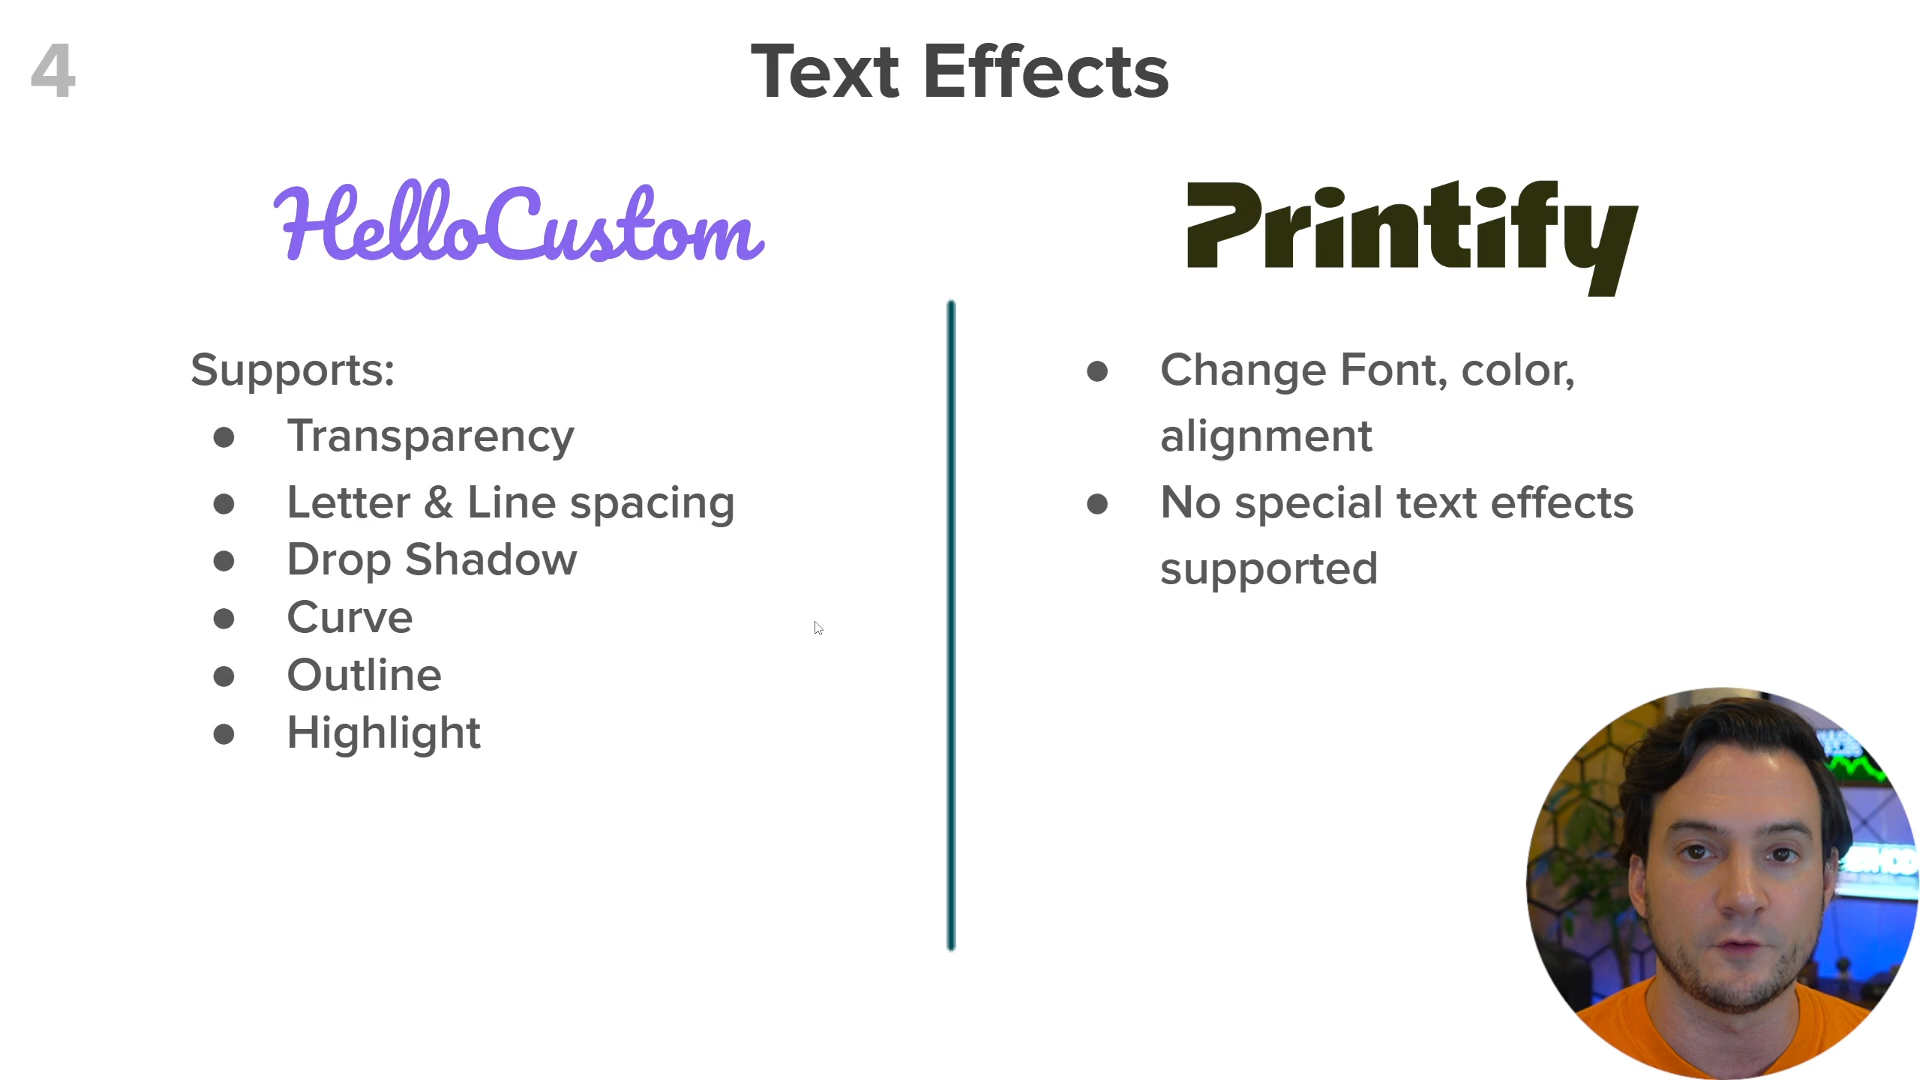 4
Text Effects
HelloCustom
Supports:
● Transparency
● Letter & Line spacing
● Drop Shadow
● Curve
● Outline
● Highlight
Printify
● Change Font, color,
alignment
● No special text effects
supported